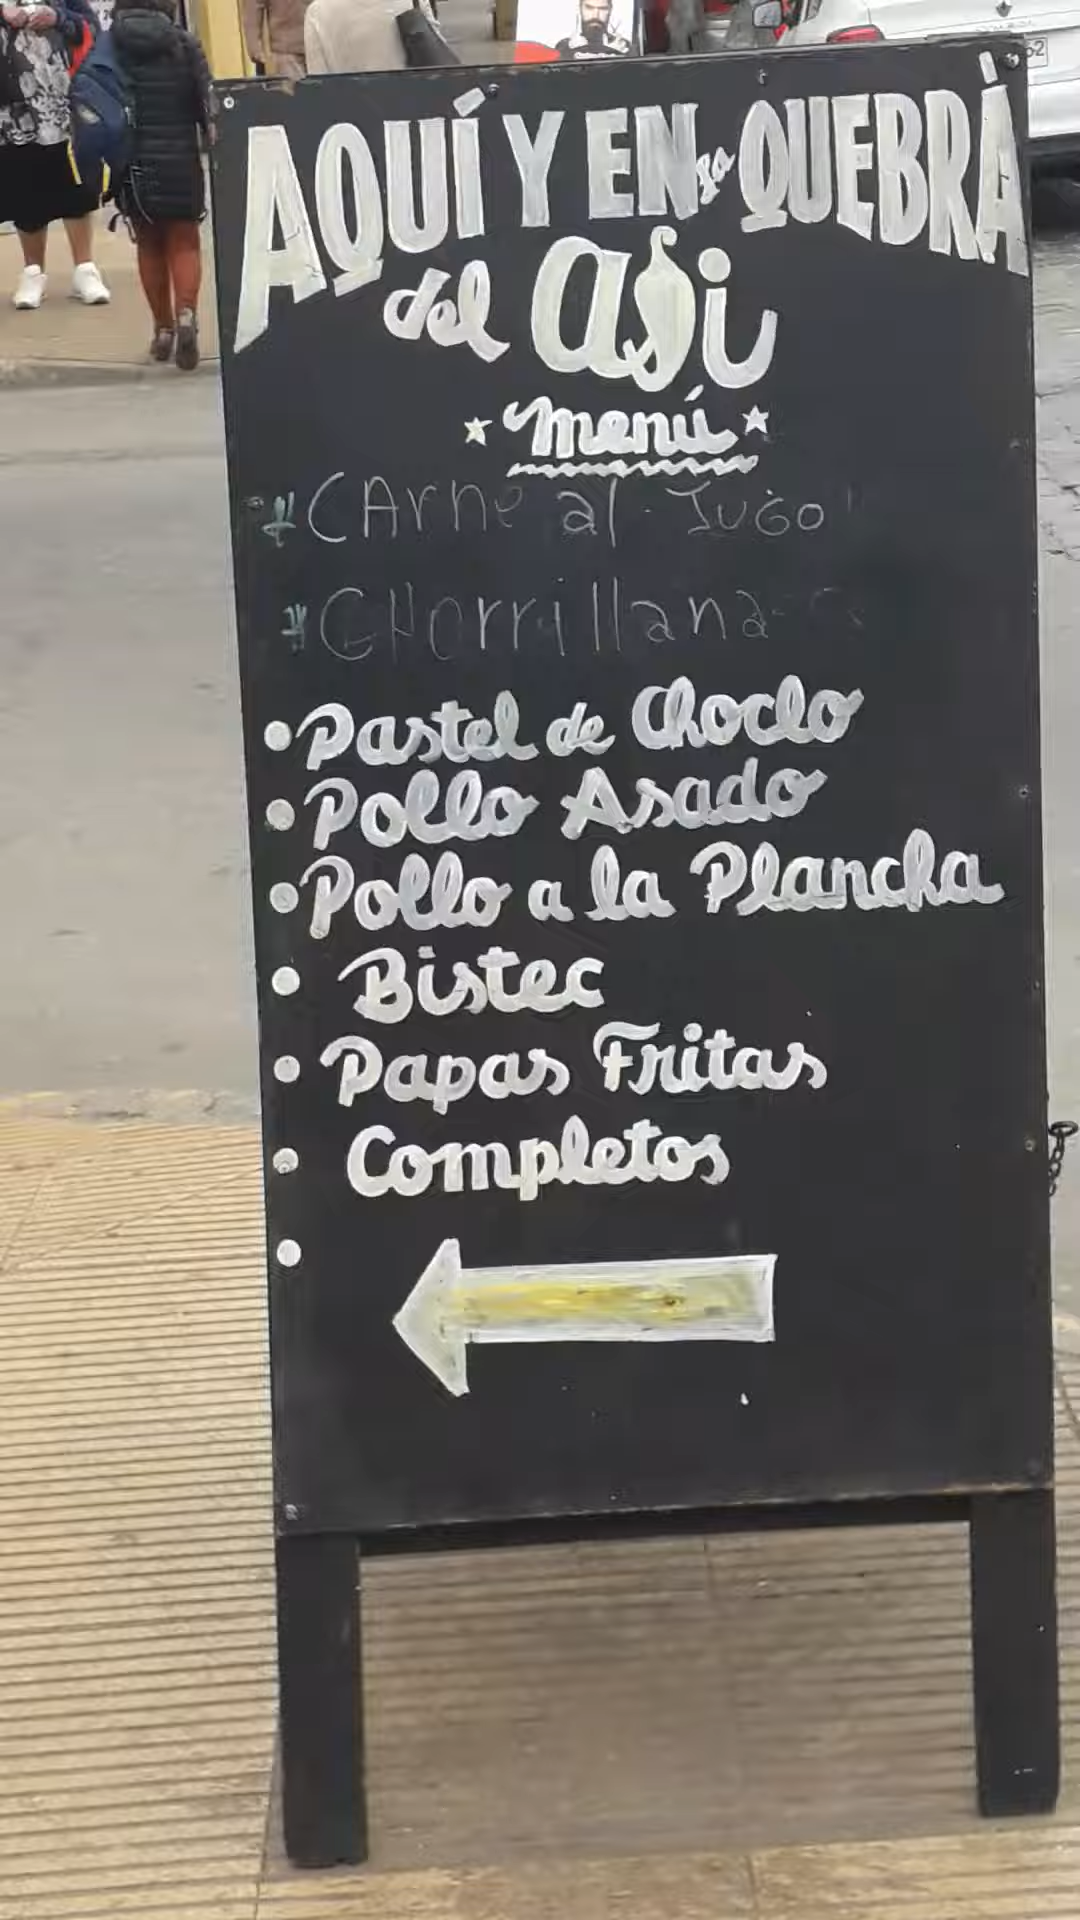 AQUÍ Y EN la QUEBRÁ
del Ají
* menú *
#CArne al JUGO
#CHorrillana
•Pastel de Choclo
•Pollo Asado
•Pollo a la Plancha
• Bistec
• Papas Fritas
• Completos
•